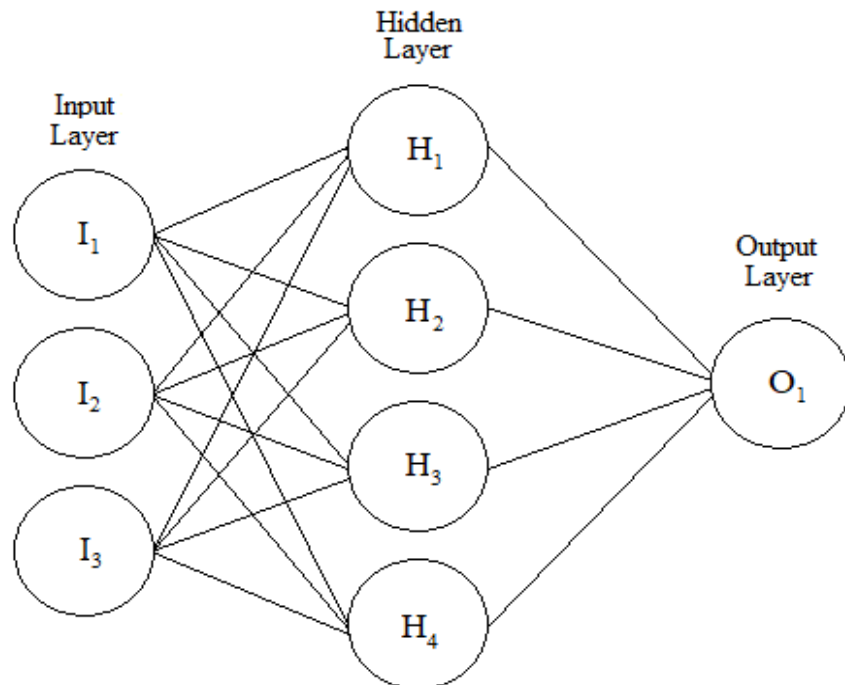 Hidden
Layer
Input
Layer
H₁
I₁
Output
Layer
H₂
I₂
O₁
H₃
I₃
H₄